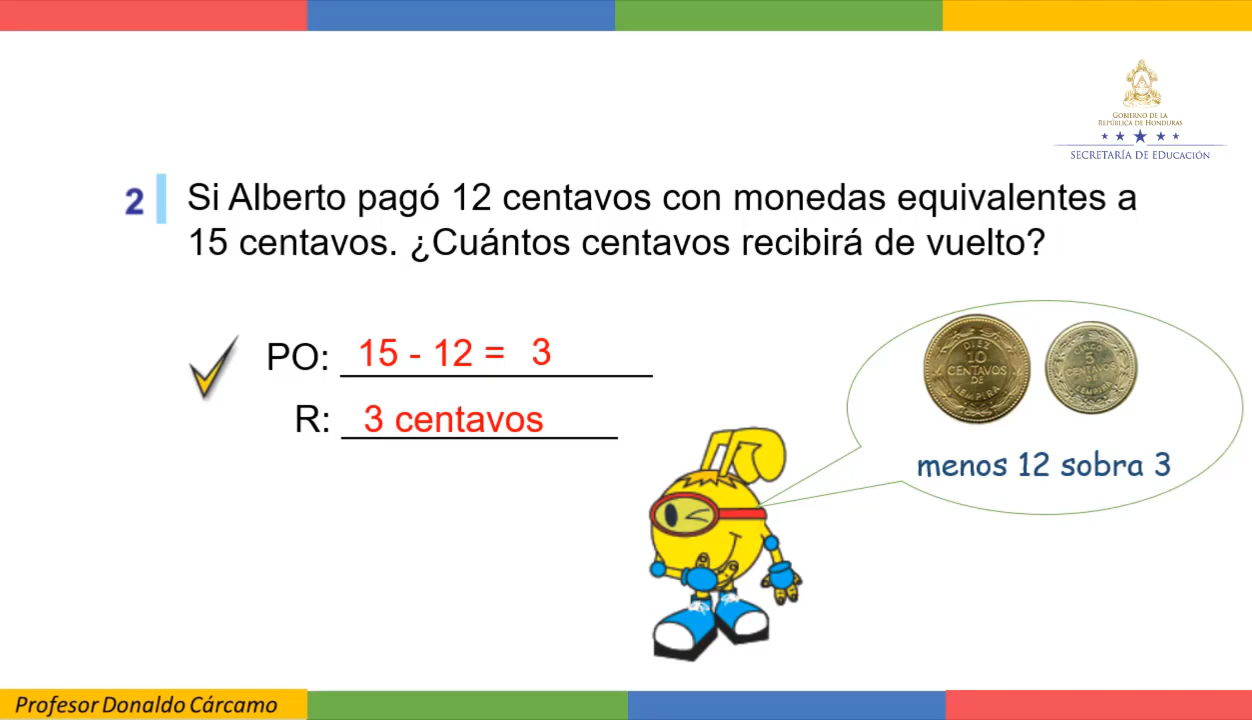 GOBIERNO DE LA
REPÚBLICA DE HONDURAS
SECRETARÍA DE EDUCACIÓN
2 Si Alberto pagó 12 centavos con monedas equivalentes a
15 centavos. ¿Cuántos centavos recibirá de vuelto?
PO: 15 - 12 = 3
R: 3 centavos
DIEZ
10
CENTAVOS
DE
LEMPIRA
CINCO
5
CENTAVOS
LEMPIRA
menos 12 sobra 3
Profesor Donaldo Cárcamo